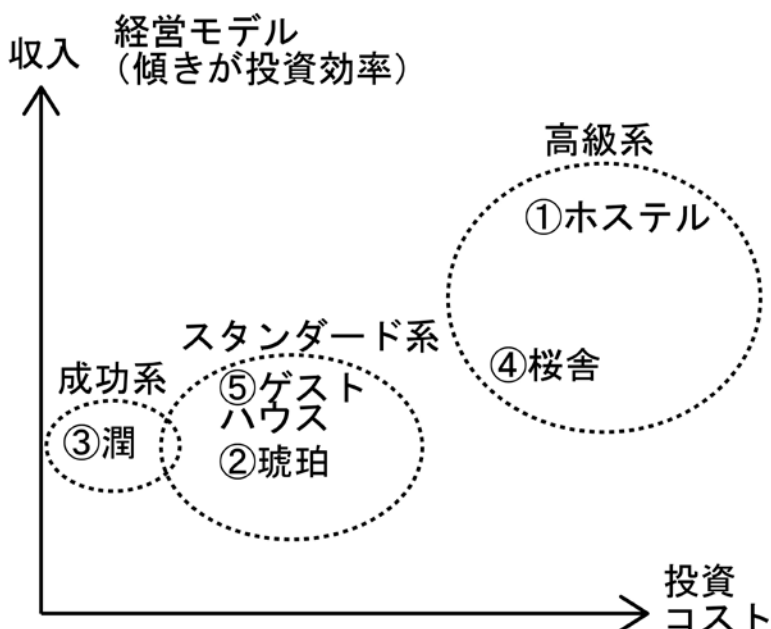 経営モデル
(傾きが投資効率)
収入
高級系
①ホステル
スタンダード系
④桜舎
成功系
⑤ゲスト
ハウス
③潤
②琥珀
投資
コスト